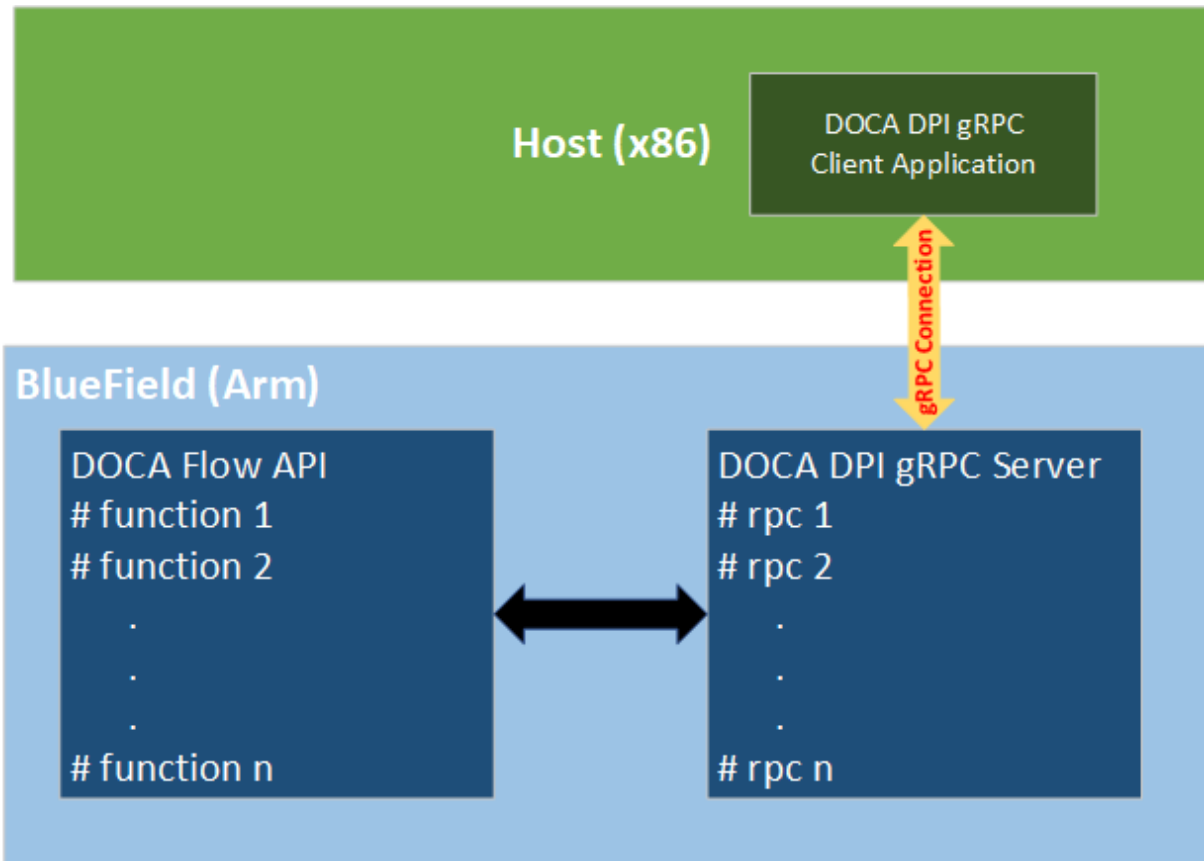 Host (x86)
DOCA DPI gRPC
Client Application
gRPC Connection
BlueField (Arm)
DOCA Flow API
# function 1
# function 2
.
.
.
# function n
DOCA DPI gRPC Server
# rpc 1
# rpc 2
.
.
.
# rpc n